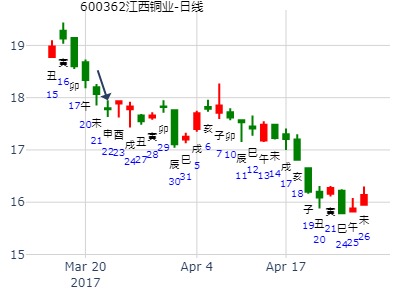 600362江西铜业-日线
19
18
17
16
15
丑
15
寅
16
卯
17
午
20
未
21
申
22
酉
23
戌
24
丑
27
寅
28
卯
29
辰
30
巳
31
戌
5
亥
6
子
7
卯
10
辰
11
巳
12
午
13
未
14
戌
17
亥
18
子
19
丑
20
寅
21
巳
24
午
25
未
26
Mar 20
2017
Apr 4
Apr 17